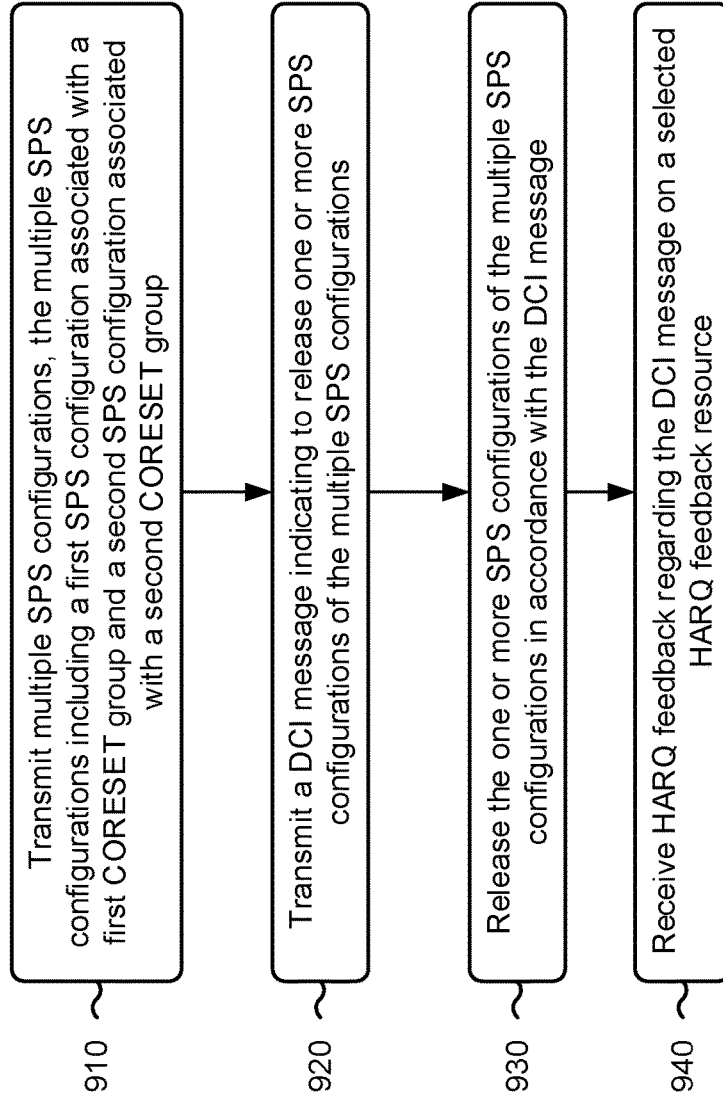 910
Transmit multiple SPS configurations, the multiple SPS
configurations including a first SPS configuration associated with a
first CORESET group and a second SPS configuration associated
with a second CORESET group
920
Transmit a DCI message indicating to release one or more SPS
configurations of the multiple SPS configurations
930
Release the one or more SPS configurations of the multiple SPS
configurations in accordance with the DCI message
940
Receive HARQ feedback regarding the DCI message on a selected
HARQ feedback resource